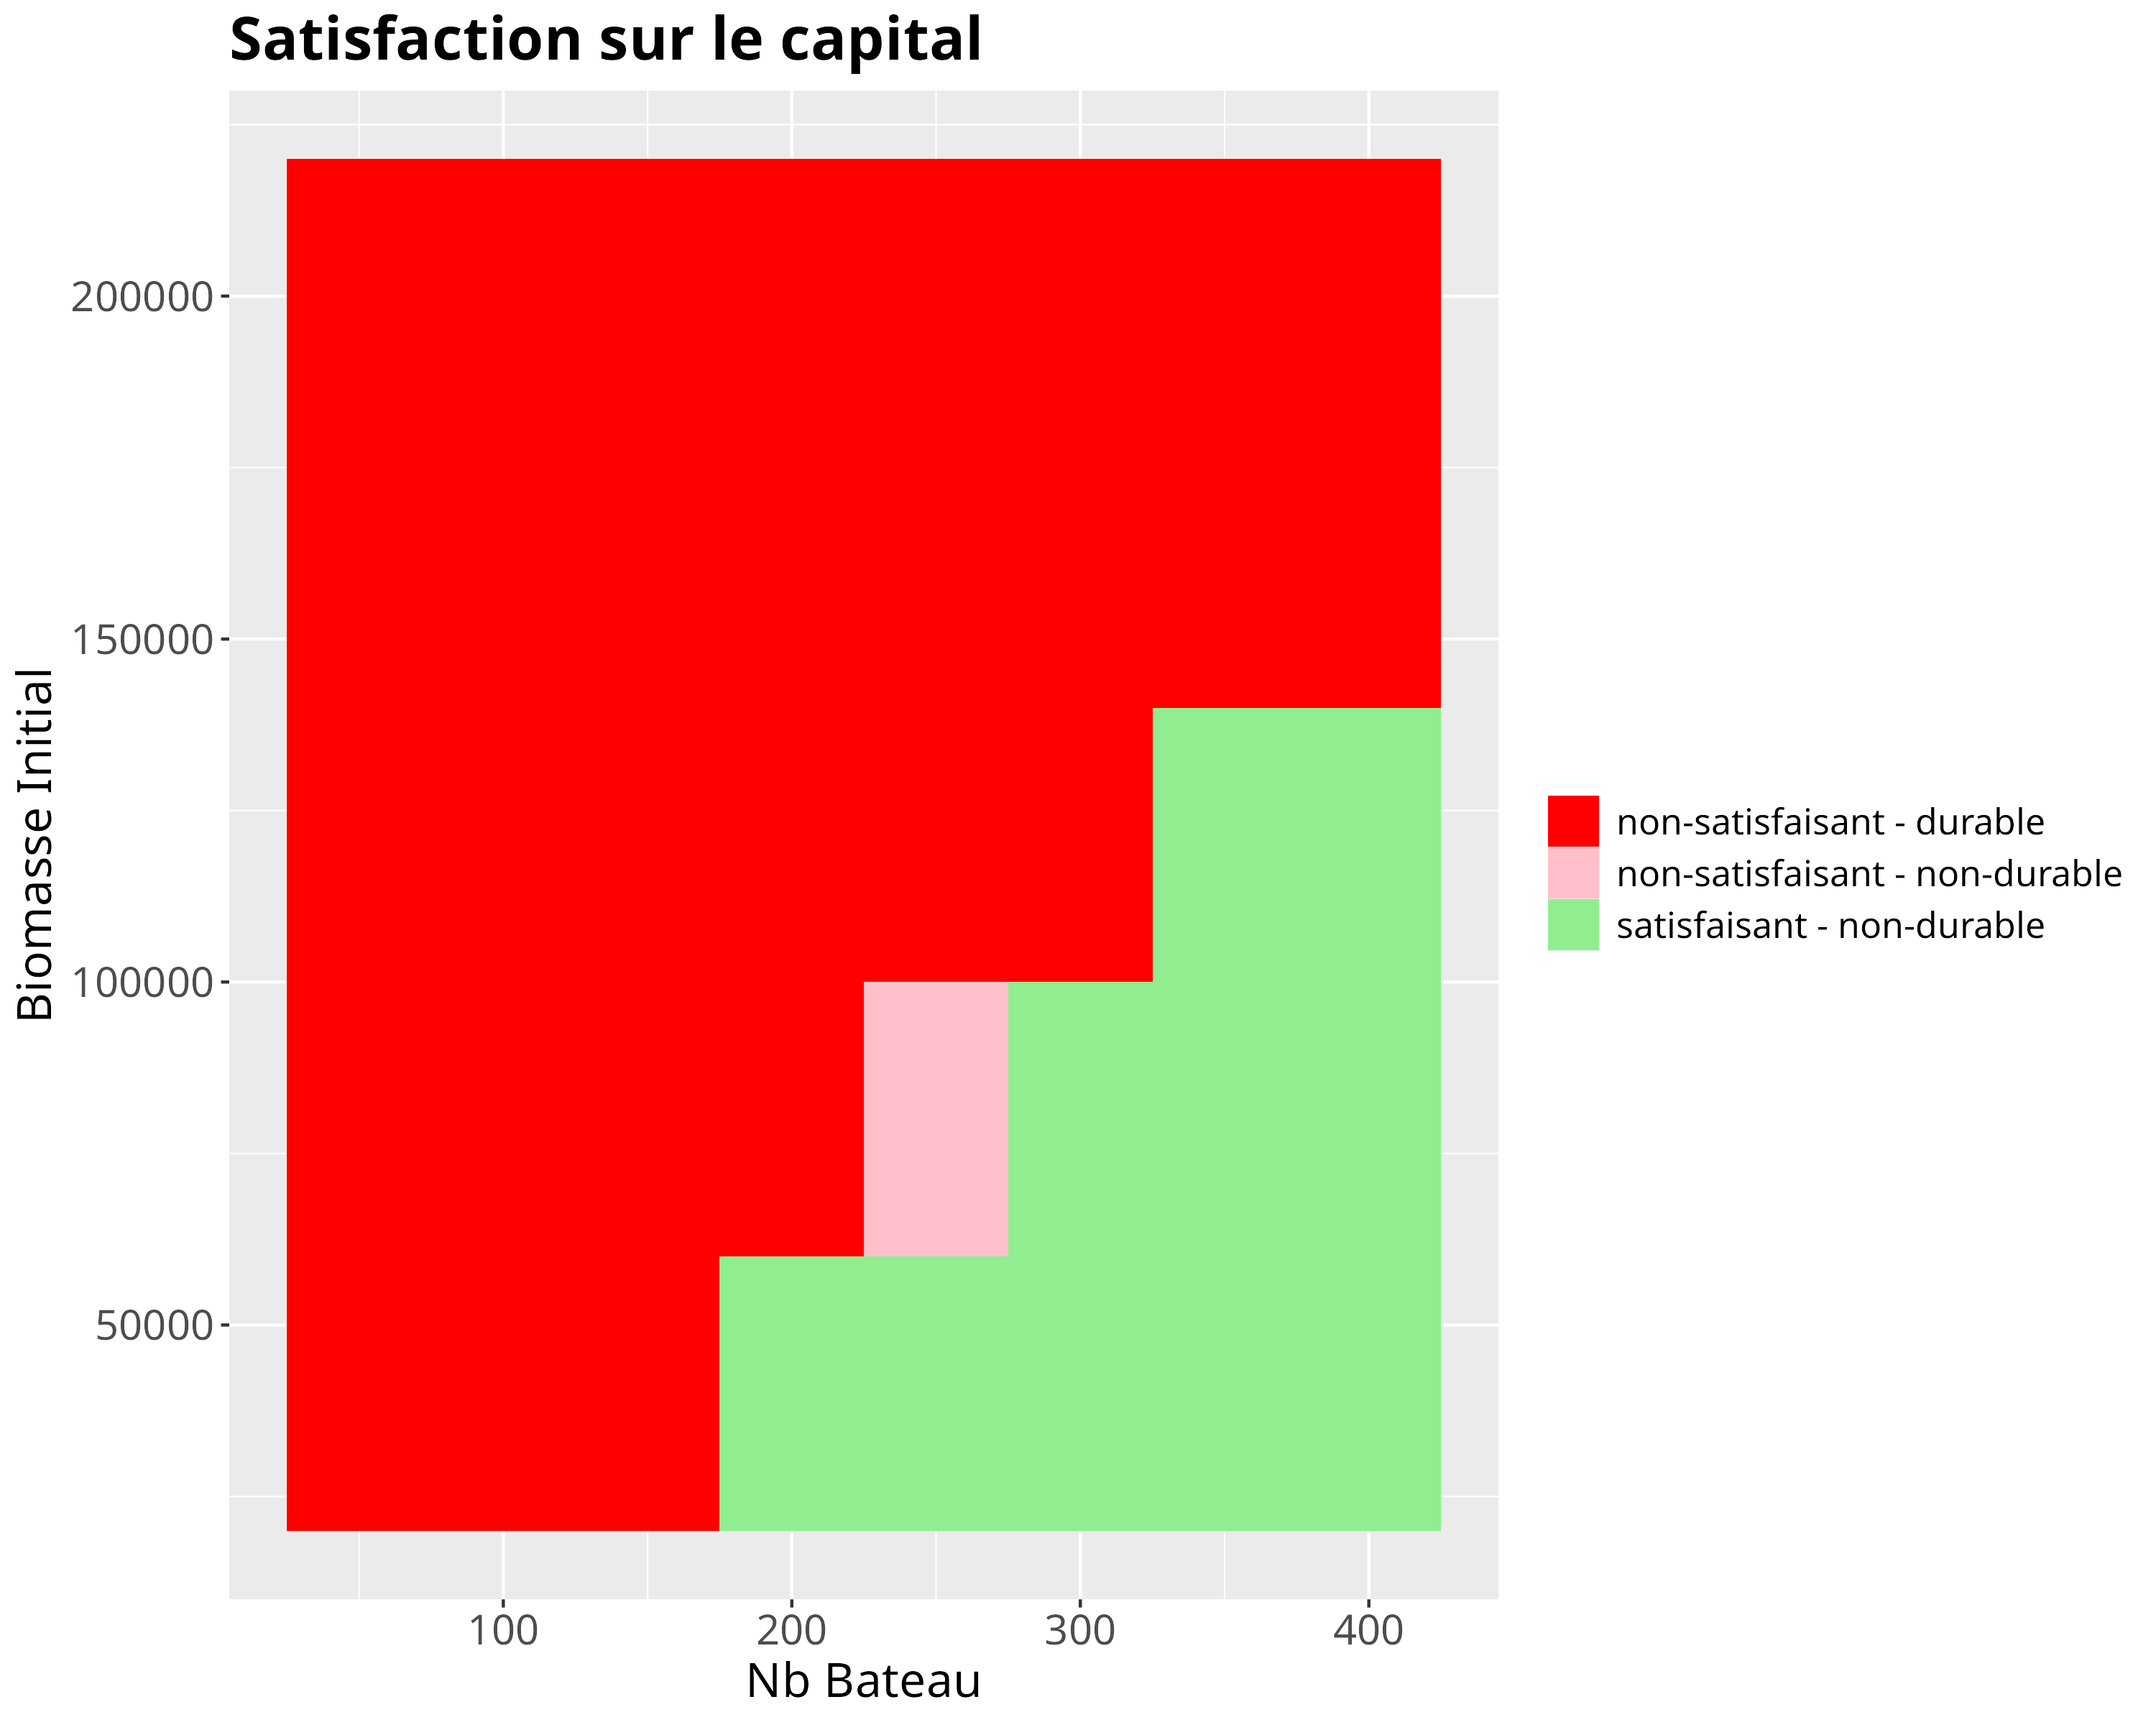 Satisfaction sur le capital
Biomasse Initial
200000
150000
100000
50000
100 200 300 400
Nb Bateau
non-satisfaisant - durable
non-satisfaisant - non-durable
satisfaisant - non-durable